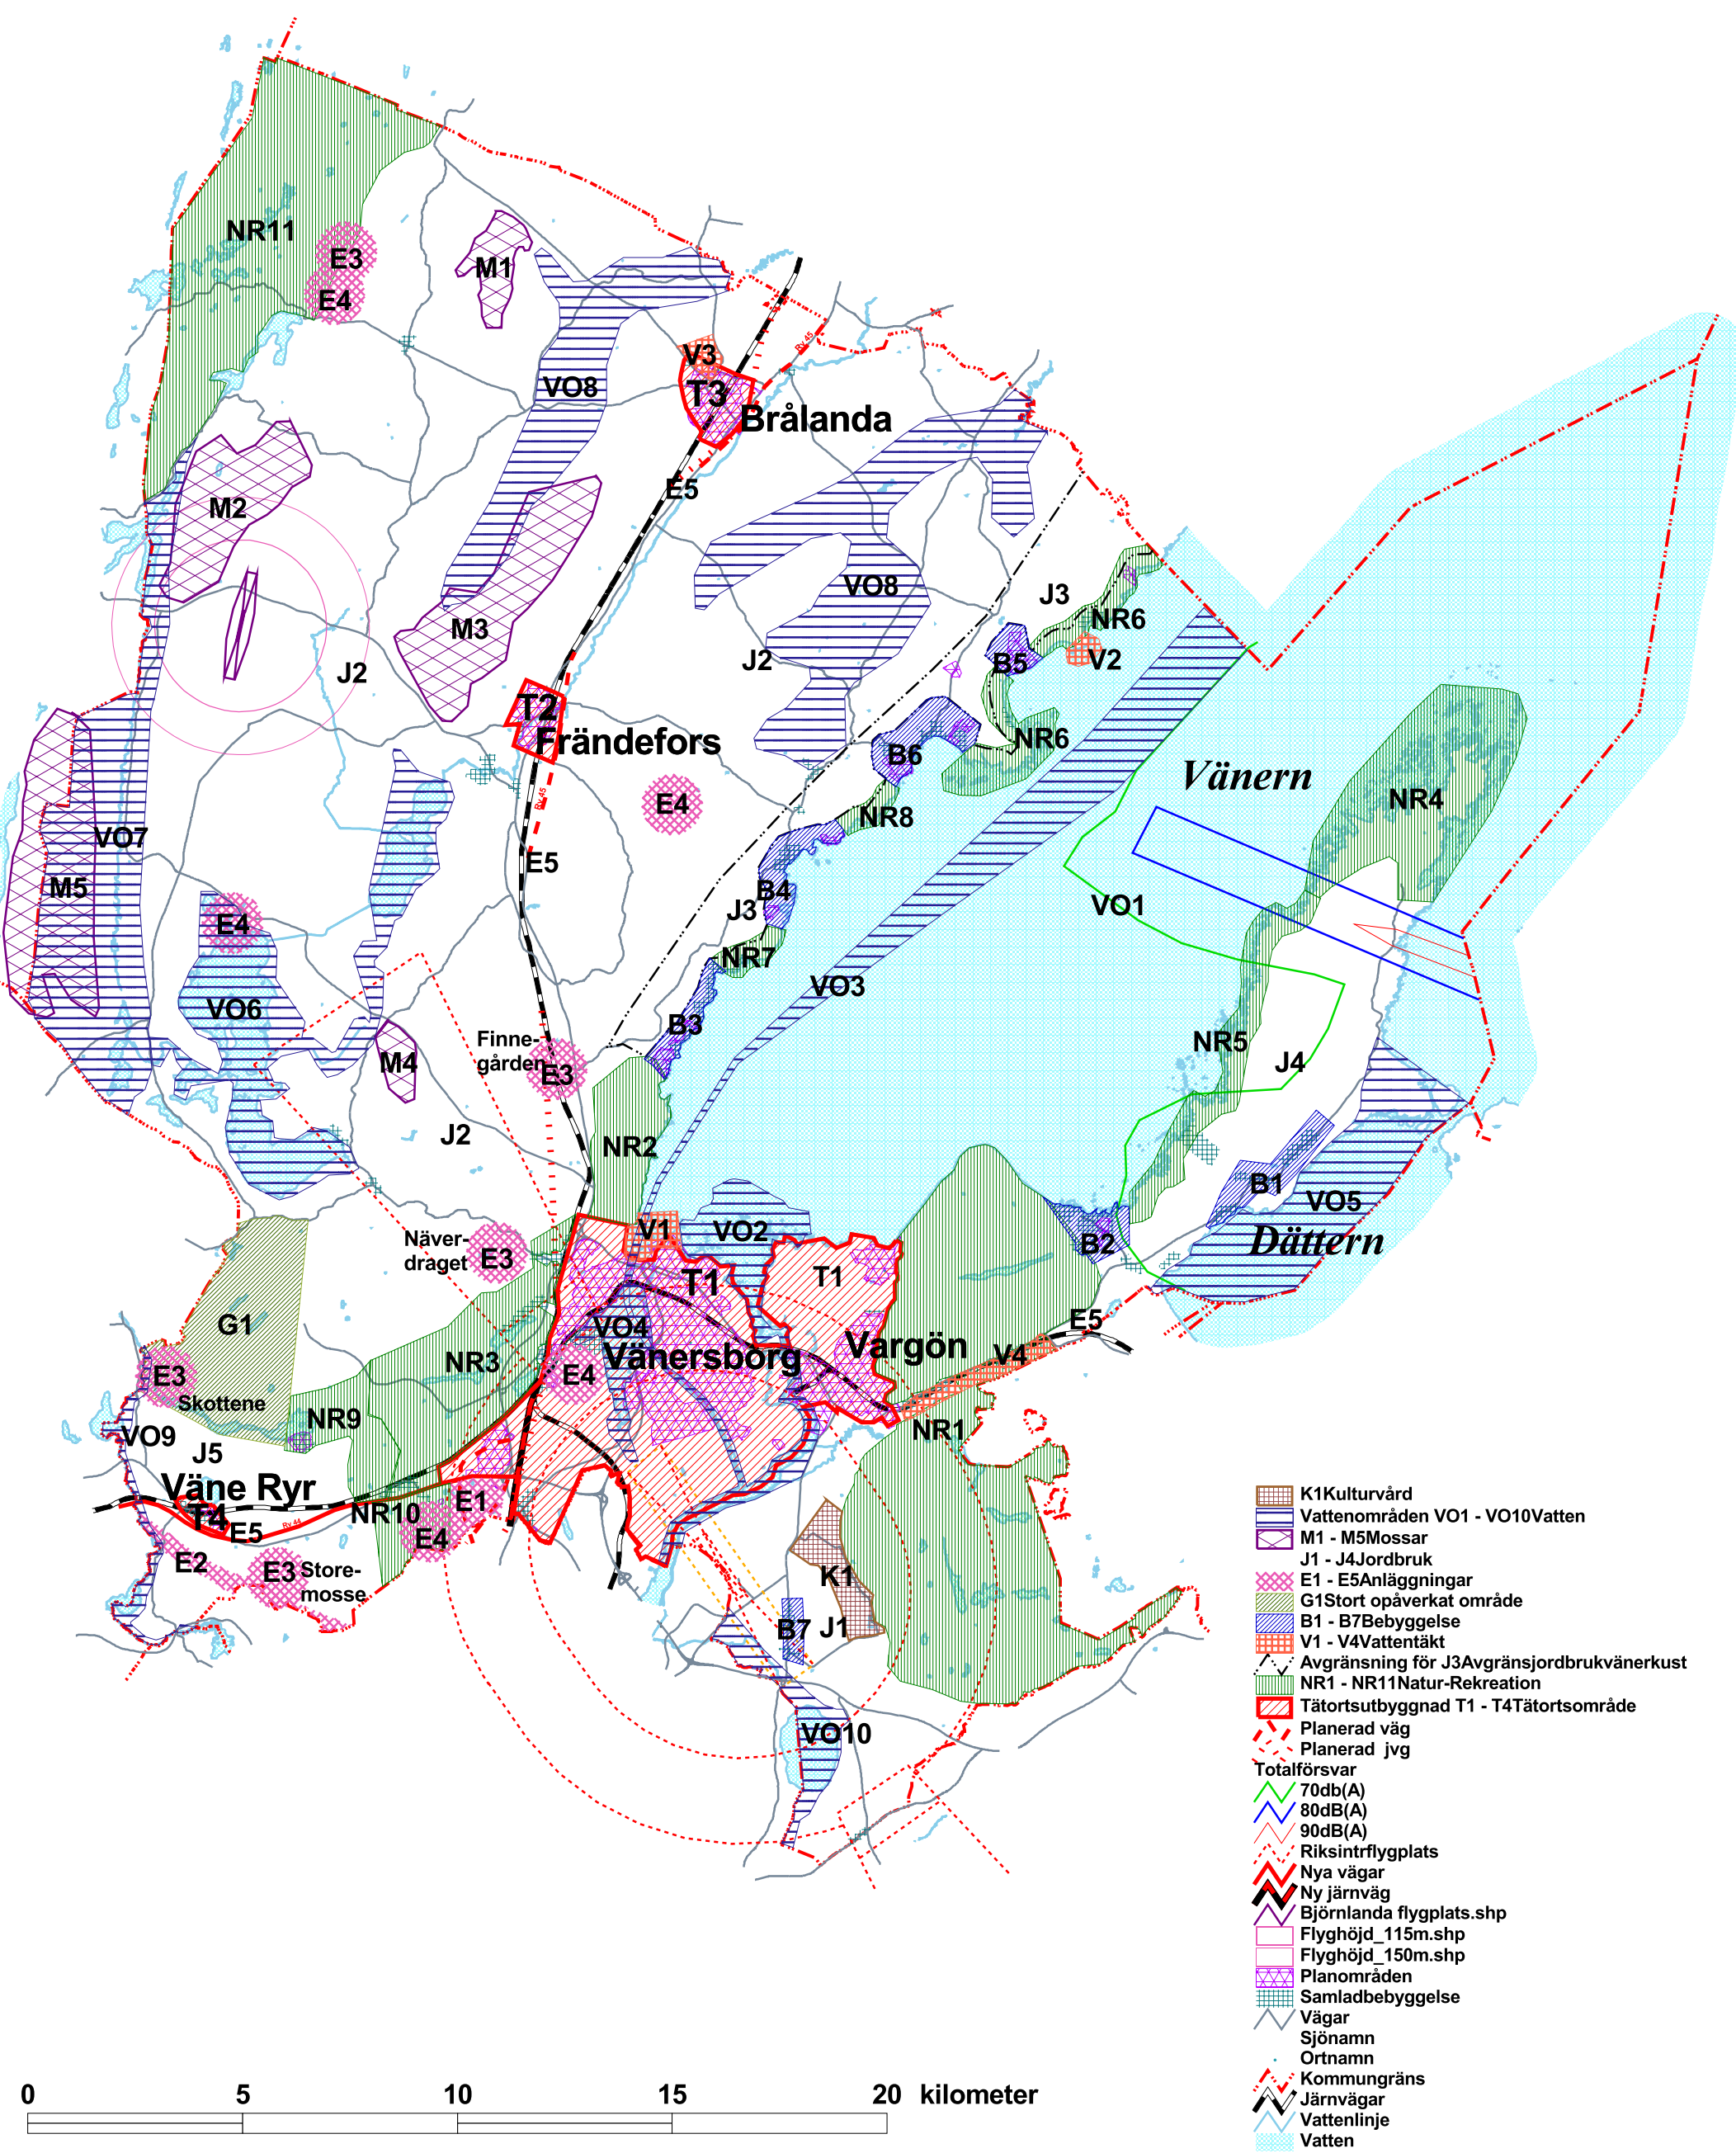 NR11
E3
E4
M1
V3
Rv 45
T3
VO8
Brålanda
M2
E5
M3
VO8
J3
NR6
B5
V2
J2
J2
T2
Frändefors
NR6
B6
Vänern
NR4
Rv 45
E4
NR8
VO7
E5
M5
B4
VO1
J3
E4
NR7
VO3
VO6
B3
Finne-
gården
E3
NR5
J4
M4
J2
NR2
B1
VO5
V1
VO2
Näver-
draget
E3
B2
Dättern
T1
T1
G1
VO4
E5
Vänersborg
Vargön
V4
NR3
E3
E4
Skottene
NR9
VO9
NR1
J5
Väne Ryr
T4
NR10
E1
E5
Rv 44
E4
E2
E3
Store-
mosse
K1
B7
J1
VO10
K1Kulturvård
Vattenområden VO1 - VO10Vatten
M1 - M5Mossar
J1 - J4Jordbruk
E1 - E5Anläggningar
G1Stort opåverkat område
B1 - B7Bebyggelse
V1 - V4Vattentäkt
Avgränsning för J3Avgränsjordbrukvänerkust
NR1 - NR11Natur-Rekreation
Tätortsutbyggnad T1 - T4Tätortsområde
Planerad väg
Planerad jvg
Totalförsvar
70db(A)
80dB(A)
90dB(A)
Riksintrflygplats
Nya vägar
Ny järnväg
Björnlanda flygplats.shp
Flyghöjd_115m.shp
Flyghöjd_150m.shp
Planområden
Samladbebyggelse
Vägar
Sjönamn
Ortnamn
Kommungräns
Järnvägar
Vattenlinje
Vatten
0 5 10 15 20 kilometer